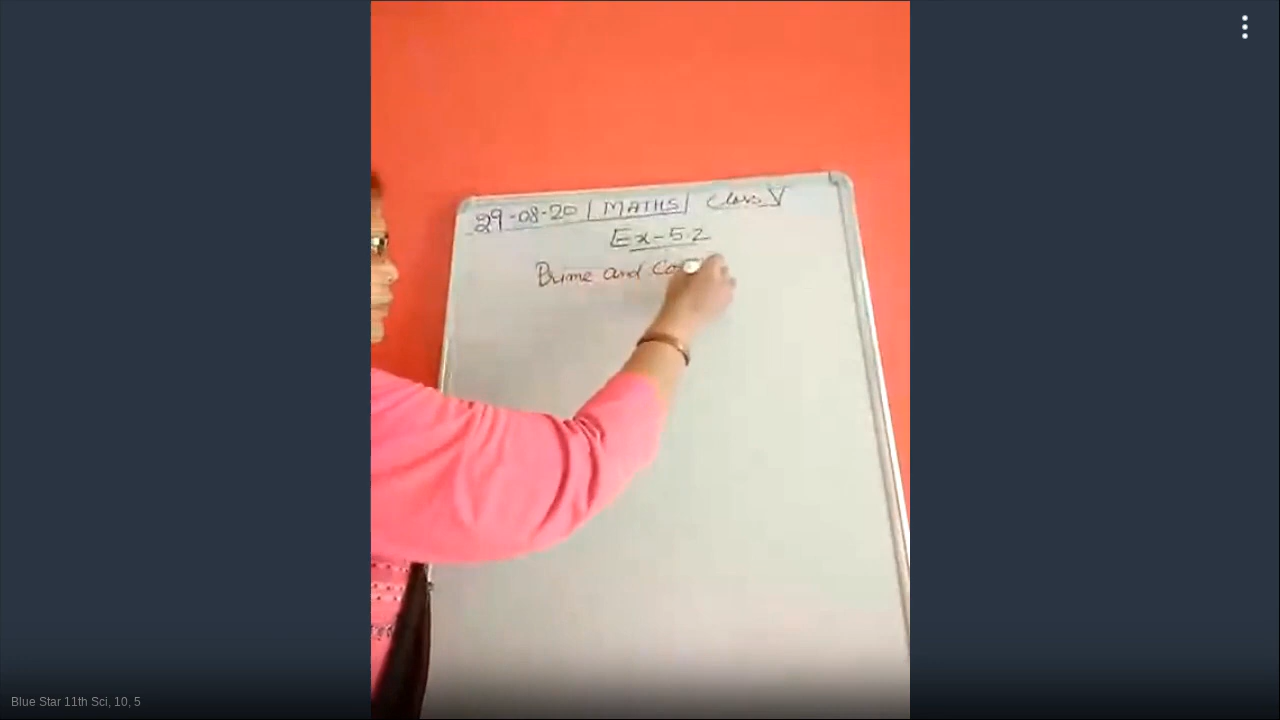 29-08-20 | MATHS | Class V
Ex-5.2
Prime and Co
Blue Star 11th Sci, 10, 5